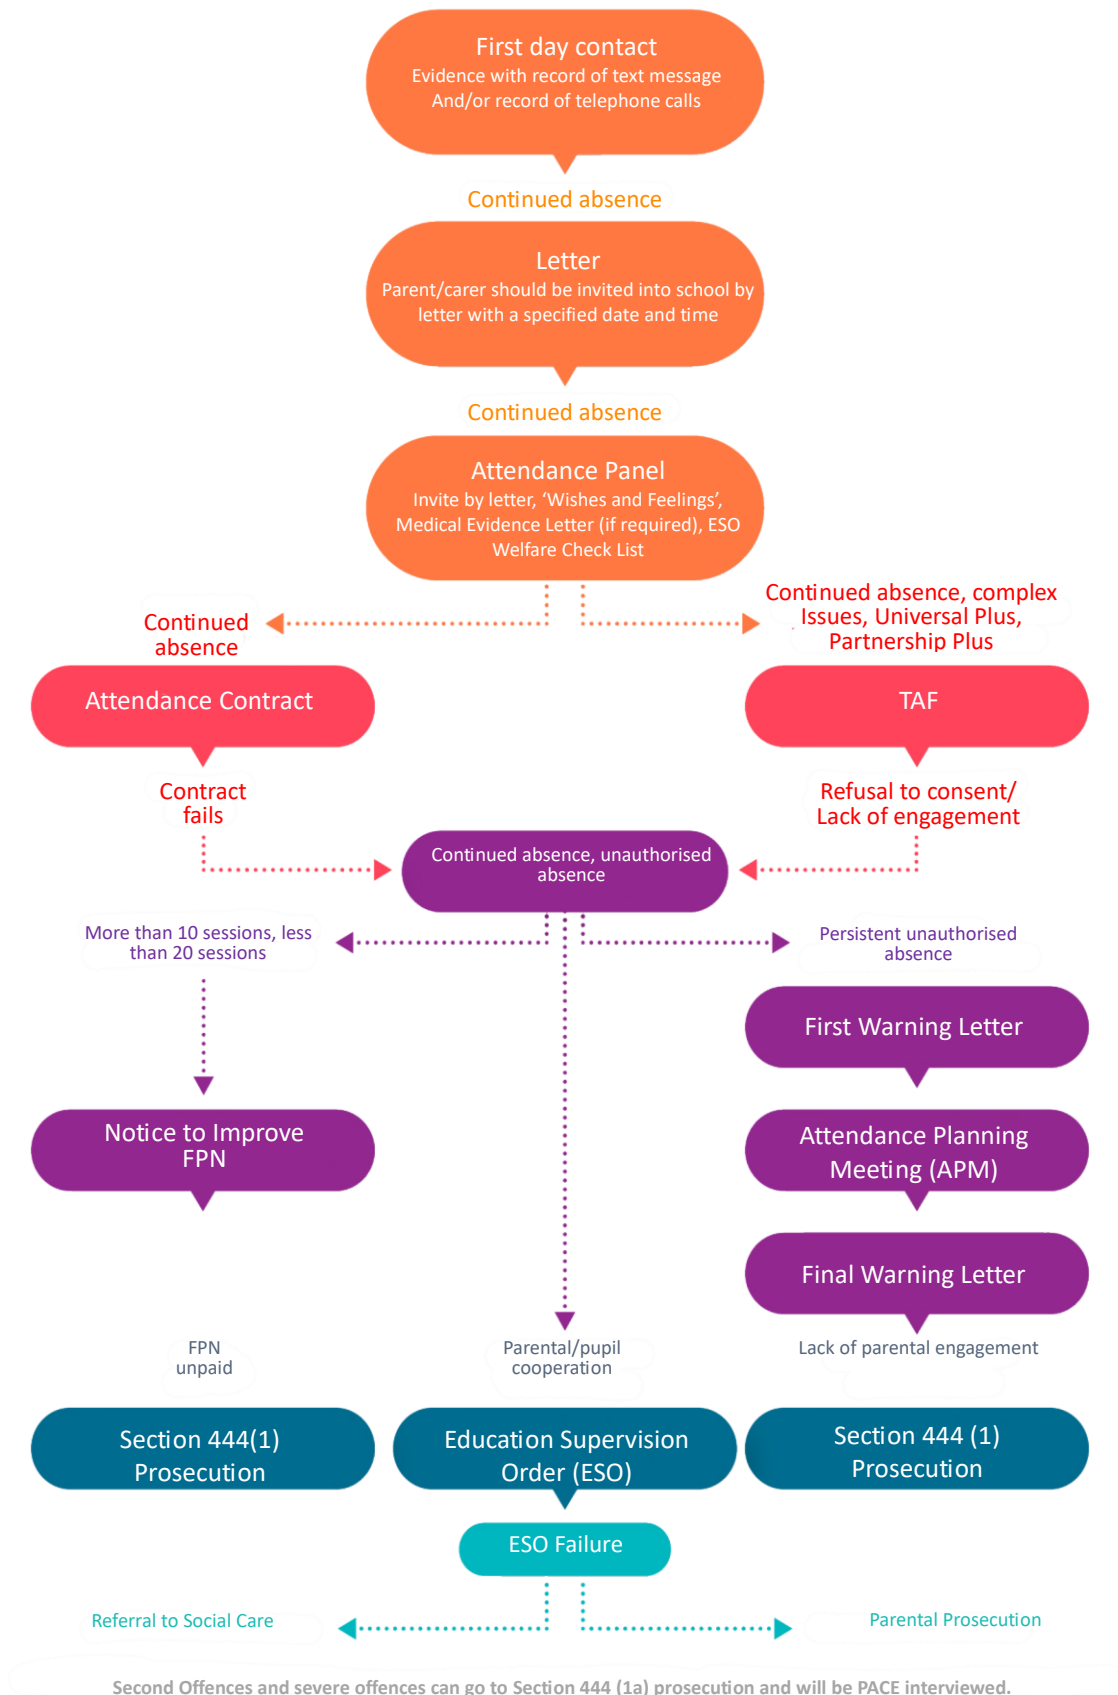 First day contact
Evidence with record of text message
And/or record of telephone calls
Continued absence
Letter
Parent/carer should be invited into school by
letter with a specified date and time
Continued absence
Attendance Panel
Invite by letter, ‘Wishes and Feelings’,
Medical Evidence Letter (if required), ESO
Welfare Check List
Continued
absence
Continued absence, complex
Issues, Universal Plus,
Partnership Plus
Attendance Contract
TAF
Contract
fails
Refusal to consent/
Lack of engagement
Continued absence, unauthorised
absence
More than 10 sessions, less
than 20 sessions
Persistent unauthorised
absence
First Warning Letter
Notice to Improve
FPN
Attendance Planning
Meeting (APM)
Final Warning Letter
FPN
unpaid
Parental/pupil
cooperation
Lack of parental engagement
Section 444(1)
Prosecution
Education Supervision
Order (ESO)
Section 444 (1)
Prosecution
ESO Failure
Referral to Social Care
Parental Prosecution
Second Offences and severe offences can go to Section 444 (1a) prosecution and will be PACE interviewed.